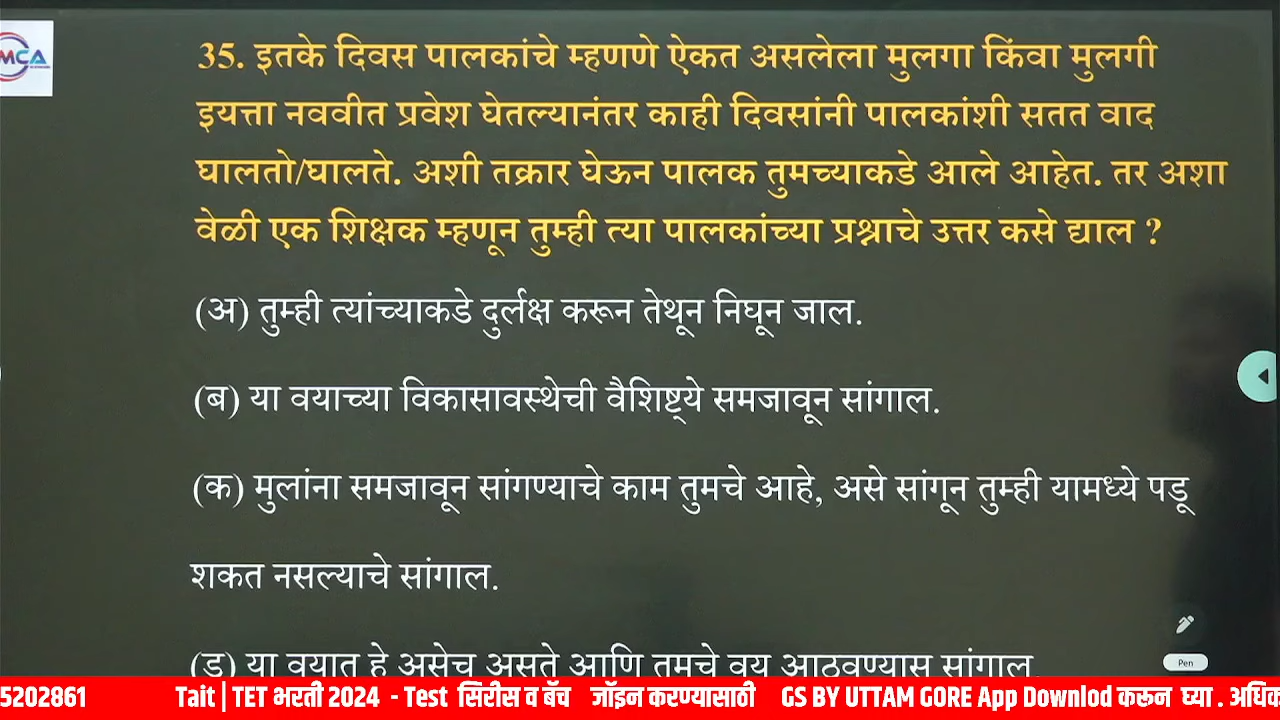 MCA
35. इतके दिवस पालकांचे म्हणणे ऐकत असलेला मुलगा किंवा मुलगी
इयत्ता नववीत प्रवेश घेतल्यानंतर काही दिवसांनी पालकांशी सतत वाद
घालतो/घालते. अशी तक्रार घेऊन पालक तुमच्याकडे आले आहेत. तर अशा
वेळी एक शिक्षक म्हणून तुम्ही त्या पालकांच्या प्रश्नाचे उत्तर कसे द्याल ?
(अ) तुम्ही त्यांच्याकडे दुर्लक्ष करून तेथून निघून जाल.
(ब) या वयाच्या विकासावस्थेची वैशिष्ट्ये समजावून सांगाल.
(क) मुलांना समजावून सांगण्याचे काम तुमचे आहे, असे सांगून तुम्ही यामध्ये पडू
शकत नसल्याचे सांगाल.
(ड) या वयात हे असेच असते आणि तुमचे वय आठवण्यास सांगाल
Pen
5202861 Tait | TET भरती 2024 - Test सिरीस व बॅच जॉइन करण्यासाठी GS BY UTTAM GORE App Downlod करून घ्या . अधिक